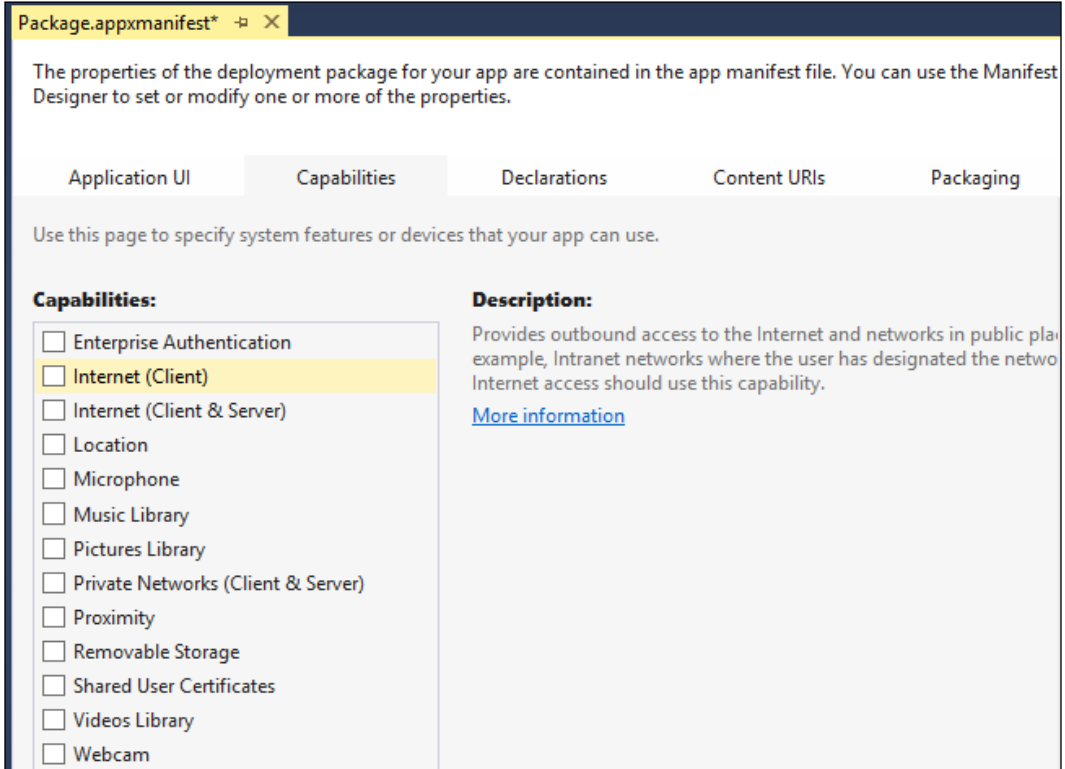 Package.appxmanifest*
The properties of the deployment package for your app are contained in the app manifest file. You can use the Manifest
Designer to set or modify one or more of the properties.
Application UI Capabilities Declarations Content URIs Packaging
Use this page to specify system features or devices that your app can use.
Capabilities:
Enterprise Authentication
Internet (Client)
Internet (Client & Server)
Location
Microphone
Music Library
Pictures Library
Private Networks (Client & Server)
Proximity
Removable Storage
Shared User Certificates
Videos Library
Webcam
Description:
Provides outbound access to the Internet and networks in public
example, Intranet networks where the user has designated the
Internet access should use this capability.
More information